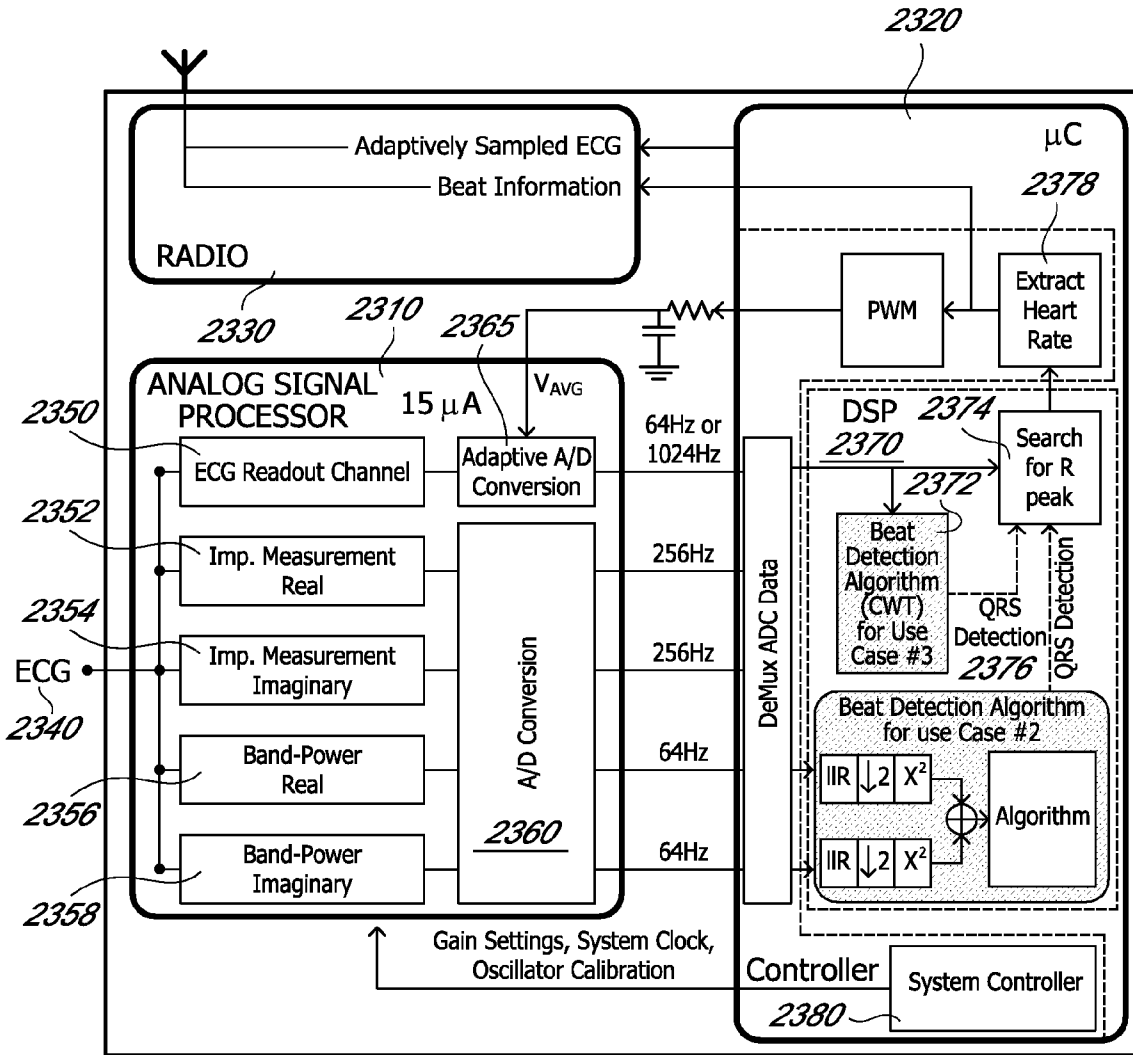 2320
Adaptively Sampled ECG
Beat Information
RADIO
2330
μC
2378
Extract
Heart
Rate
PWM
2310
2365
VAVG
ANALOG SIGNAL
PROCESSOR
15 μA
2350
ECG Readout Channel
Adaptive A/D
Conversion
64Hz or
1024Hz
2352
Imp. Measurement
Real
256Hz
2354
Imp. Measurement
Imaginary
256Hz
ECG
2340
Band-Power
Real
64Hz
2356
Band-Power
Imaginary
64Hz
2358
A/D Conversion
2360
DeMux ADC Data
DSP
2370
2374
Search
for R
peak
2372
Beat
Detection
Algorithm
(CWT)
for Use
Case #3
QRS
Detection
2376
QRS Detection
Beat Detection Algorithm
for use Case #2
IIR ↓2 X²
IIR ↓2 X²
Algorithm
Gain Settings, System Clock,
Oscillator Calibration
Controller
2380
System Controller